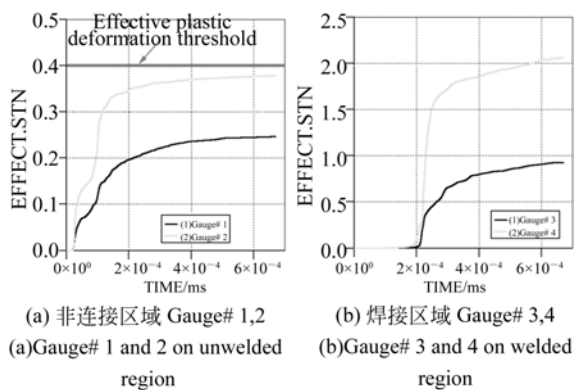 Effective plastic
deformation threshold
EFFECT.STN
0.5
0.4
0.3
0.2
0.1
0.0
(1)Gauge# 1
(2)Gauge# 2
0×10⁰ 2×10⁻⁴ 4×10⁻⁴ 6×10⁻⁴
TIME/ms
(a) 非连接区域 Gauge# 1,2
(a)Gauge# 1 and 2 on unwelded
region
EFFECT.STN
2.5
2.0
1.5
1.0
0.5
0.0
(1)Gauge# 3
(2)Gauge# 4
0×10⁰ 2×10⁻⁴ 4×10⁻⁴ 6×10⁻⁴
TIME/ms
(b) 焊接区域 Gauge# 3,4
(b)Gauge# 3 and 4 on welded
region